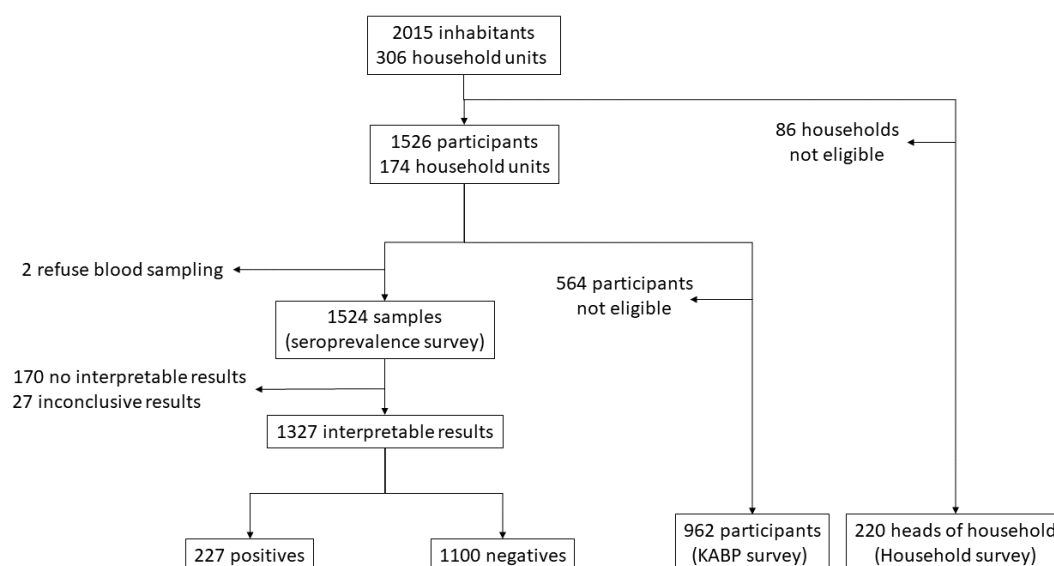 2015 inhabitants
306 household units
1526 participants
174 household units
86 households
not eligible
2 refuse blood sampling
564 participants
not eligible
1524 samples
(seroprevalence survey)
170 no interpretable results
27 inconclusive results
1327 interpretable results
227 positives
1100 negatives
962 participants
(KABP survey)
220 heads of household
(Household survey)